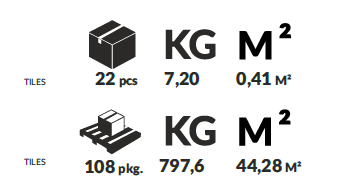 KG M²
TILES 22 pcs 7,20 0,41 M²
KG M²
TILES 108 pkg. 797,6 44,28 M²